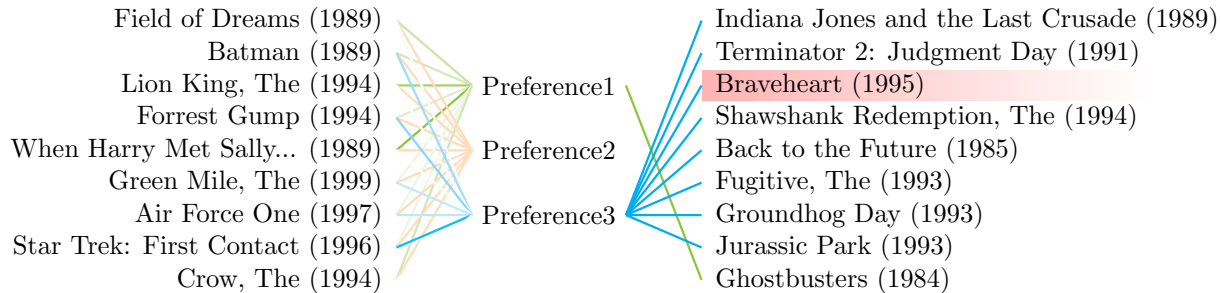 Field of Dreams (1989)
Batman (1989)
Lion King, The (1994)
Forrest Gump (1994)
When Harry Met Sally... (1989)
Green Mile, The (1999)
Air Force One (1997)
Star Trek: First Contact (1996)
Crow, The (1994)
Preference1
Preference2
Preference3
Indiana Jones and the Last Crusade (1989)
Terminator 2: Judgment Day (1991)
Braveheart (1995)
Shawshank Redemption, The (1994)
Back to the Future (1985)
Fugitive, The (1993)
Groundhog Day (1993)
Jurassic Park (1993)
Ghostbusters (1984)